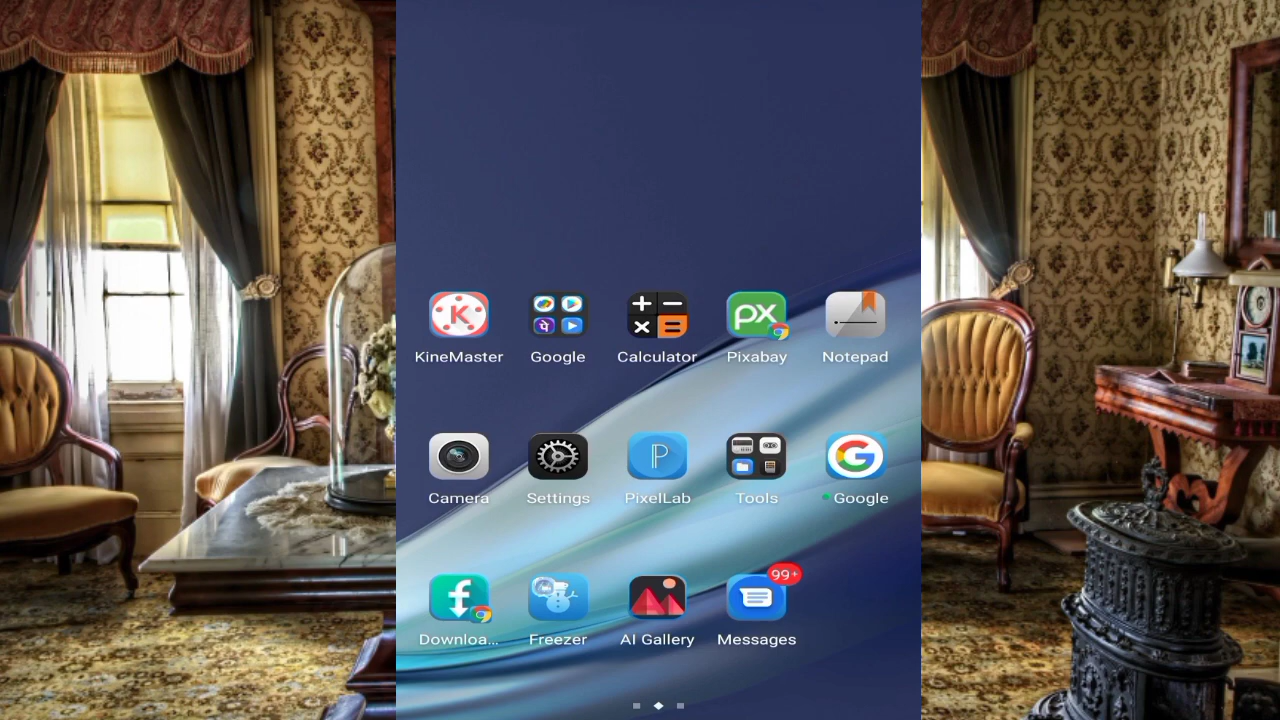 KineMaster Google Calculator Pixabay Notepad
Camera Settings PixelLab Tools Google
99+
Downloa... Freezer AI Gallery Messages